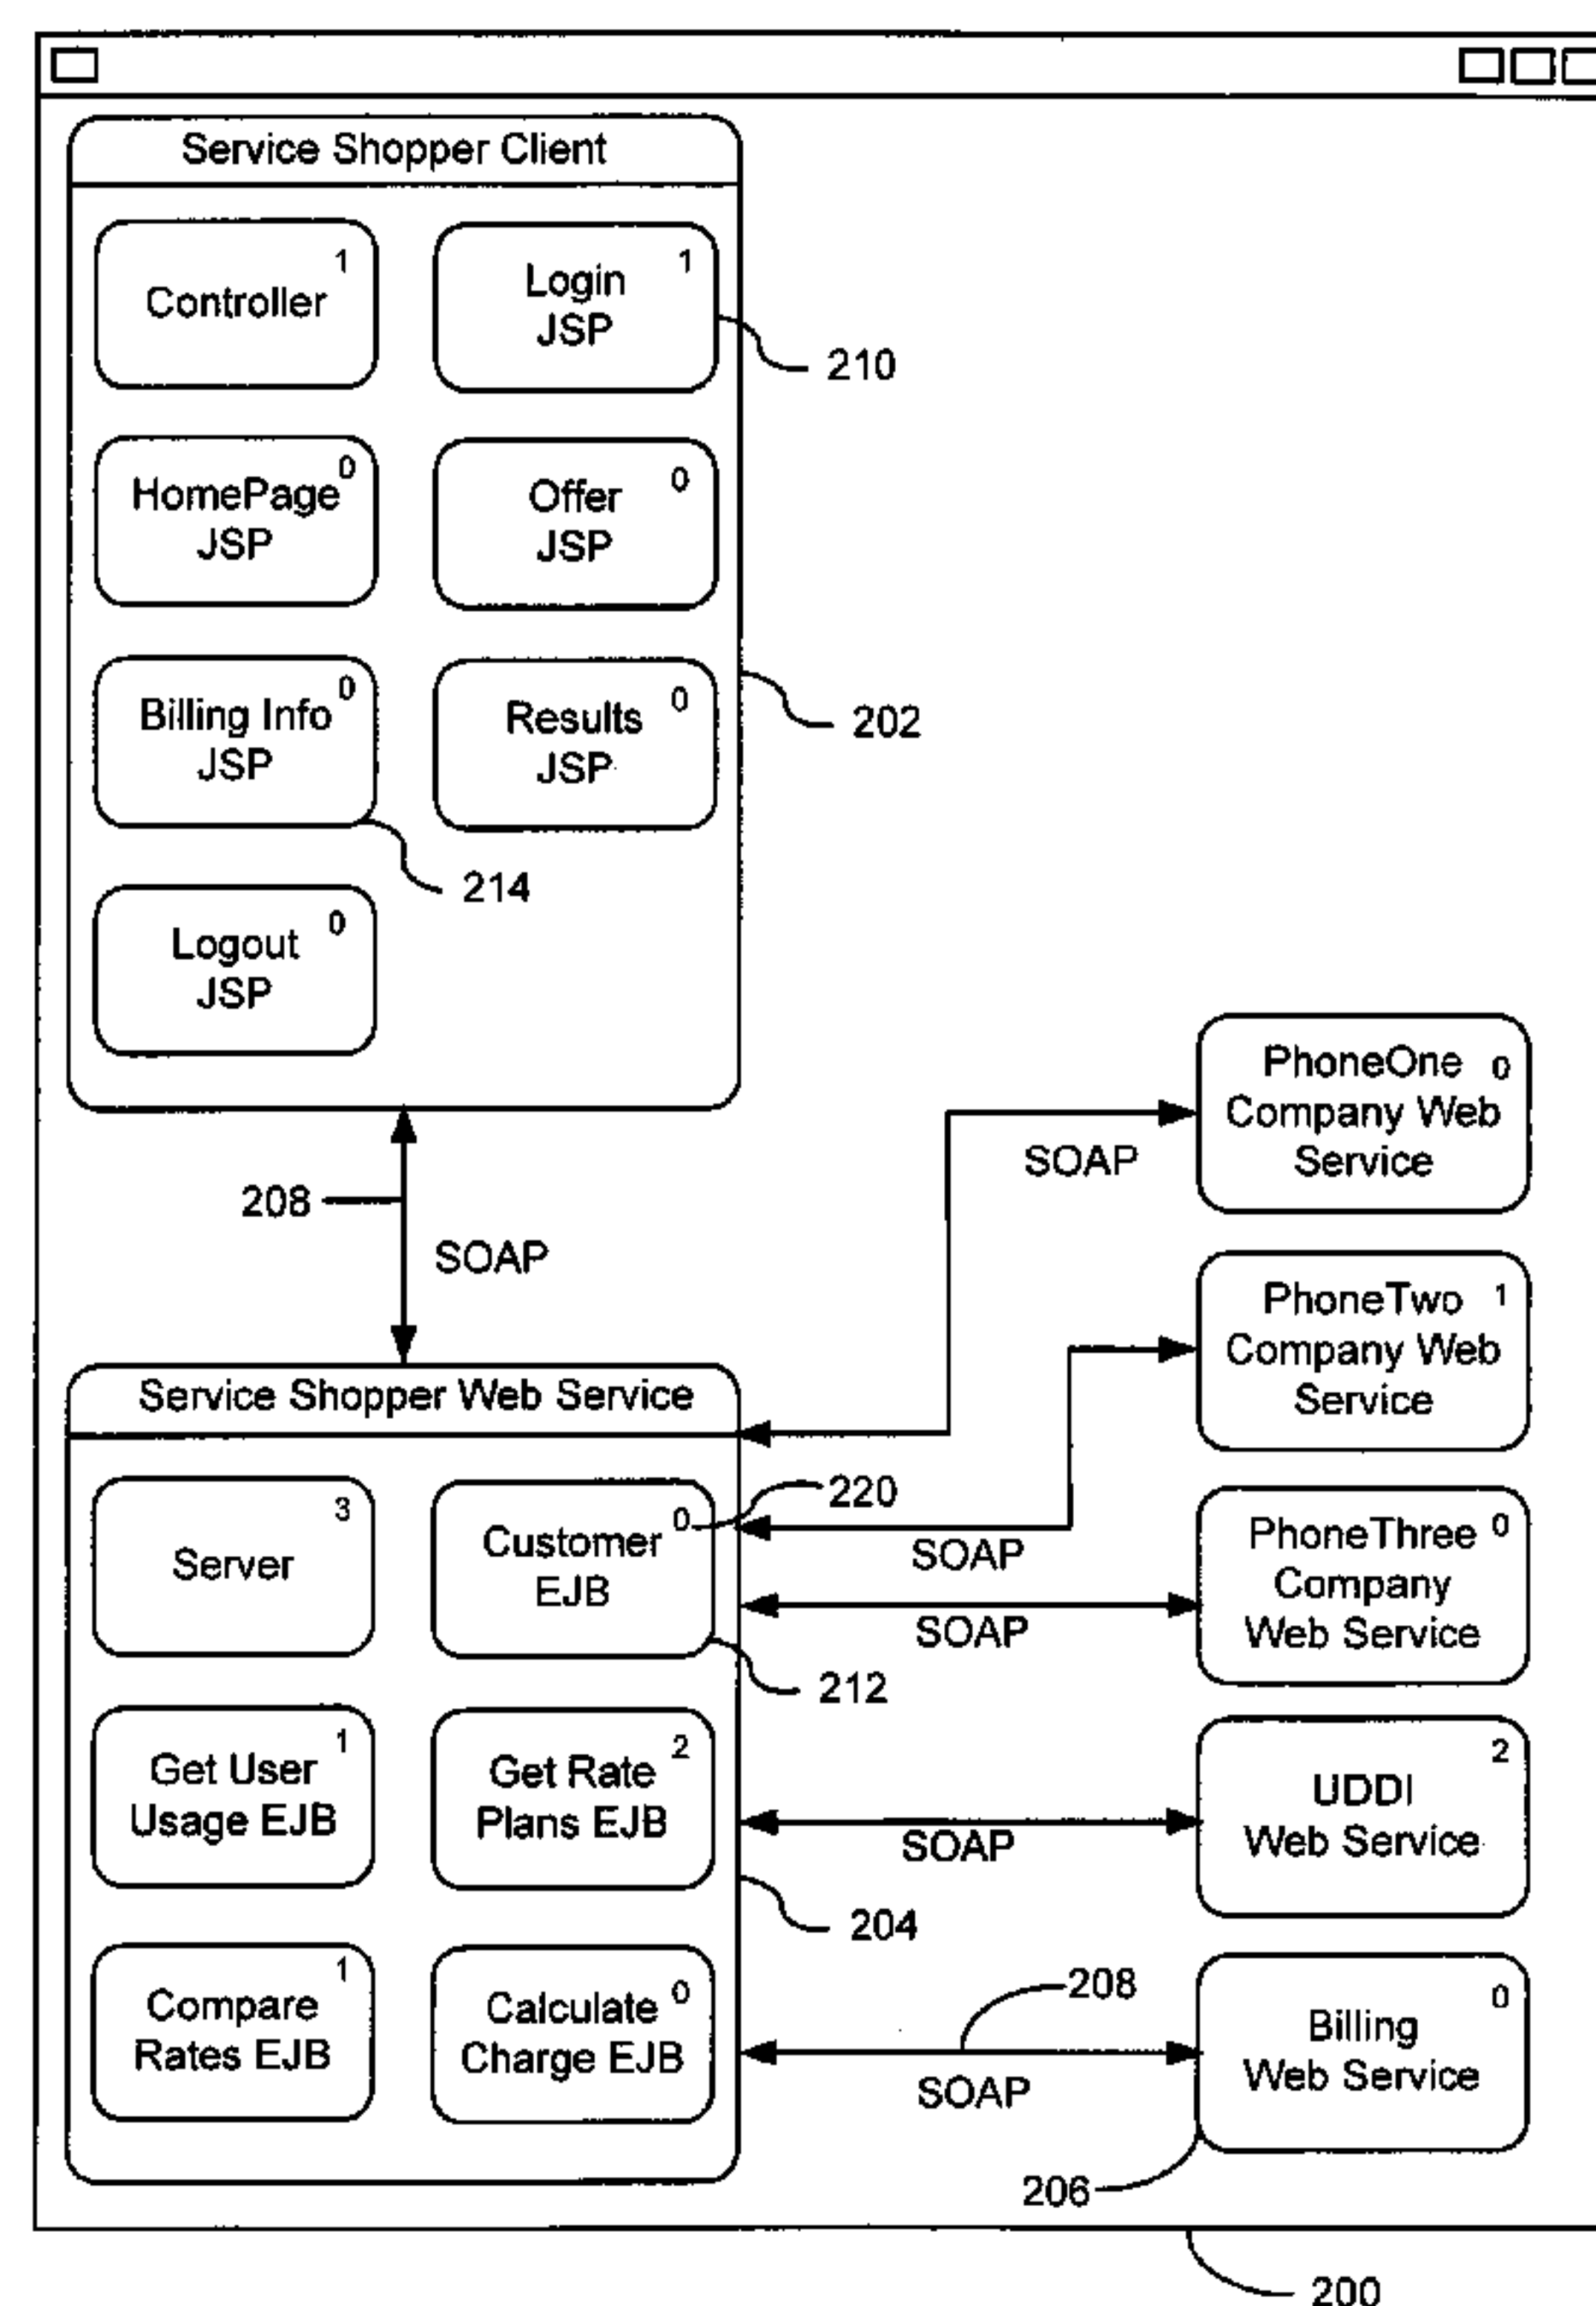 Service Shopper Client
Controller
1
Login
JSP
1
210
HomePage
JSP
0
Offer
JSP
0
Billing Info
JSP
0
Results
JSP
0
202
214
Logout
JSP
0
208
SOAP
PhoneOne
Company Web
Service
0
SOAP
PhoneTwo
Company Web
Service
1
Service Shopper Web Service
Server
3
Customer
EJB
0
220
SOAP
PhoneThree
Company
Web Service
0
SOAP
212
Get User
Usage EJB
1
Get Rate
Plans EJB
2
SOAP
UDDI
Web Service
2
204
Compare
Rates EJB
1
Calculate
Charge EJB
0
208
SOAP
Billing
Web Service
0
206
200